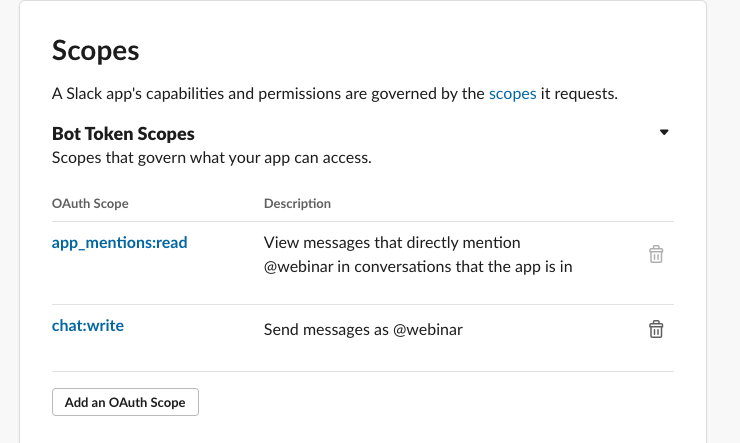 Scopes
A Slack app's capabilities and permissions are governed by the scopes it requests.
Bot Token Scopes
Scopes that govern what your app can access.
OAuth Scope Description
app_mentions:read View messages that directly mention
@webinar in conversations that the app is in
chat:write Send messages as @webinar
Add an OAuth Scope